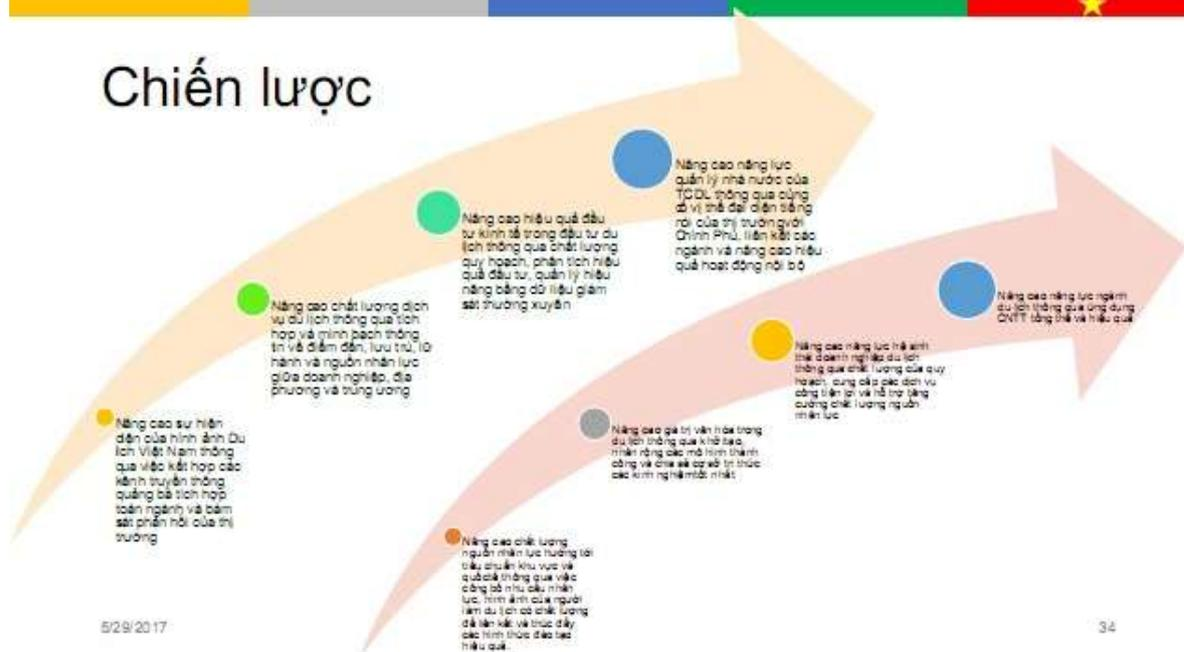 Chiến lược
Nâng cao sự hiện
diện của hình ảnh Du
lịch Việt Nam thông
qua việc kết hợp các
kênh truyền thông
quảng bá tích hợp
toàn ngành và bám
sát phản hồi của thị
trường
Nâng cao chất lượng dịch
vụ du lịch thông qua tích
hợp và minh bạch thông
tin về điểm đến, lưu trú, lữ
hành và nguồn nhân lực
giữa doanh nghiệp, địa
phương và trung ương
Nâng cao hiệu quả đầu
tư kinh tế trong đầu tư du
lịch thông qua chất lượng
quy hoạch, phân tích hiệu
quả đầu tư, quản lý hiệu
năng bằng dữ liệu giám
sát thường xuyên
Nâng cao năng lực
quản lý nhà nước của
TCDL thông qua củng
cố vị thế đại diện tiếng
nói của thị trường với
Chính Phủ, liên kết các
ngành và nâng cao hiệu
quả hoạt động nội bộ
Nâng cao chất lượng
nguồn nhân lực hướng tới
tiêu chuẩn khu vực và
quốc tế thông qua việc
công bố nhu cầu nhân
lực, hình ảnh của người
làm du lịch có chất lượng
để liên kết và thúc đẩy
các hình thức đào tạo
hiệu quả.
Nâng cao giá trị văn hóa trong
du lịch thông qua khởi tạo,
nhân rộng các mô hình thành
công và chia sẻ cơ sở tri thức
các kinh nghiệm tốt nhất
Nâng cao năng lực hệ sinh
thái doanh nghiệp du lịch
thông qua chất lượng của quy
hoạch, cung cấp các dịch vụ
công tiện lợi và hỗ trợ tăng
cường chất lượng nguồn
nhân lực
Nâng cao năng lực ngành
du lịch thông qua ứng dụng
CNTT tổng thể và hiệu quả
5/29/2017
34